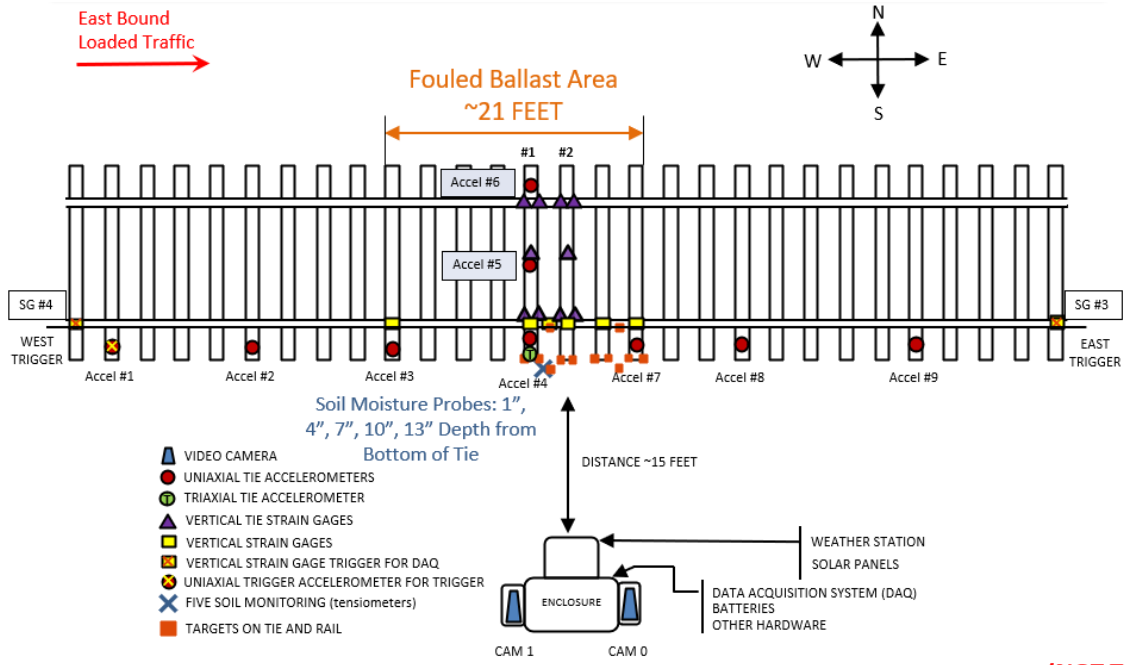 East Bound
Loaded Traffic
N
W
E
S
Fouled Ballast Area
~21 FEET
#1
#2
Accel #6
Accel #5
SG #4
SG #3
WEST
TRIGGER
EAST
TRIGGER
Accel #1
Accel #2
Accel #3
Accel #4
Accel #7
Accel #8
Accel #9
Soil Moisture Probes: 1”,
4”, 7”, 10”, 13” Depth from
Bottom of Tie
DISTANCE ~15 FEET
VIDEO CAMERA
UNIAXIAL TIE ACCELEROMETERS
T
TRIAXIAL TIE ACCELEROMETER
VERTICAL TIE STRAIN GAGES
VERTICAL STRAIN GAGES
VERTICAL STRAIN GAGE TRIGGER FOR DAQ
UNIAXIAL TRIGGER ACCELEROMETER FOR TRIGGER
FIVE SOIL MONITORING (tensiometers)
TARGETS ON TIE AND RAIL
WEATHER STATION
SOLAR PANELS
DATA ACQUISITION SYSTEM (DAQ)
BATTERIES
OTHER HARDWARE
ENCLOSURE
CAM 1
CAM 0